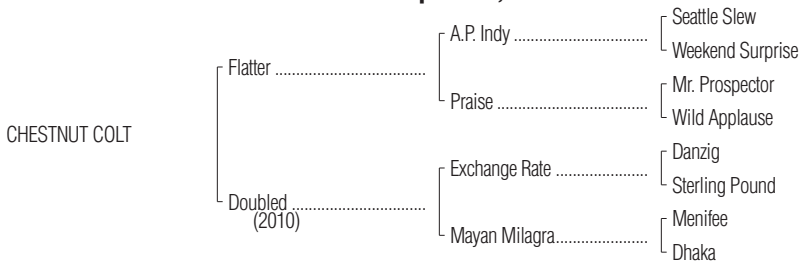 Seattle Slew
A.P. Indy
Weekend Surprise
Flatter
Mr. Prospector
Praise
Wild Applause
CHESTNUT COLT
Danzig
Exchange Rate
Sterling Pound
Doubled
(2010)
Menifee
Mayan Milagra
Dhaka